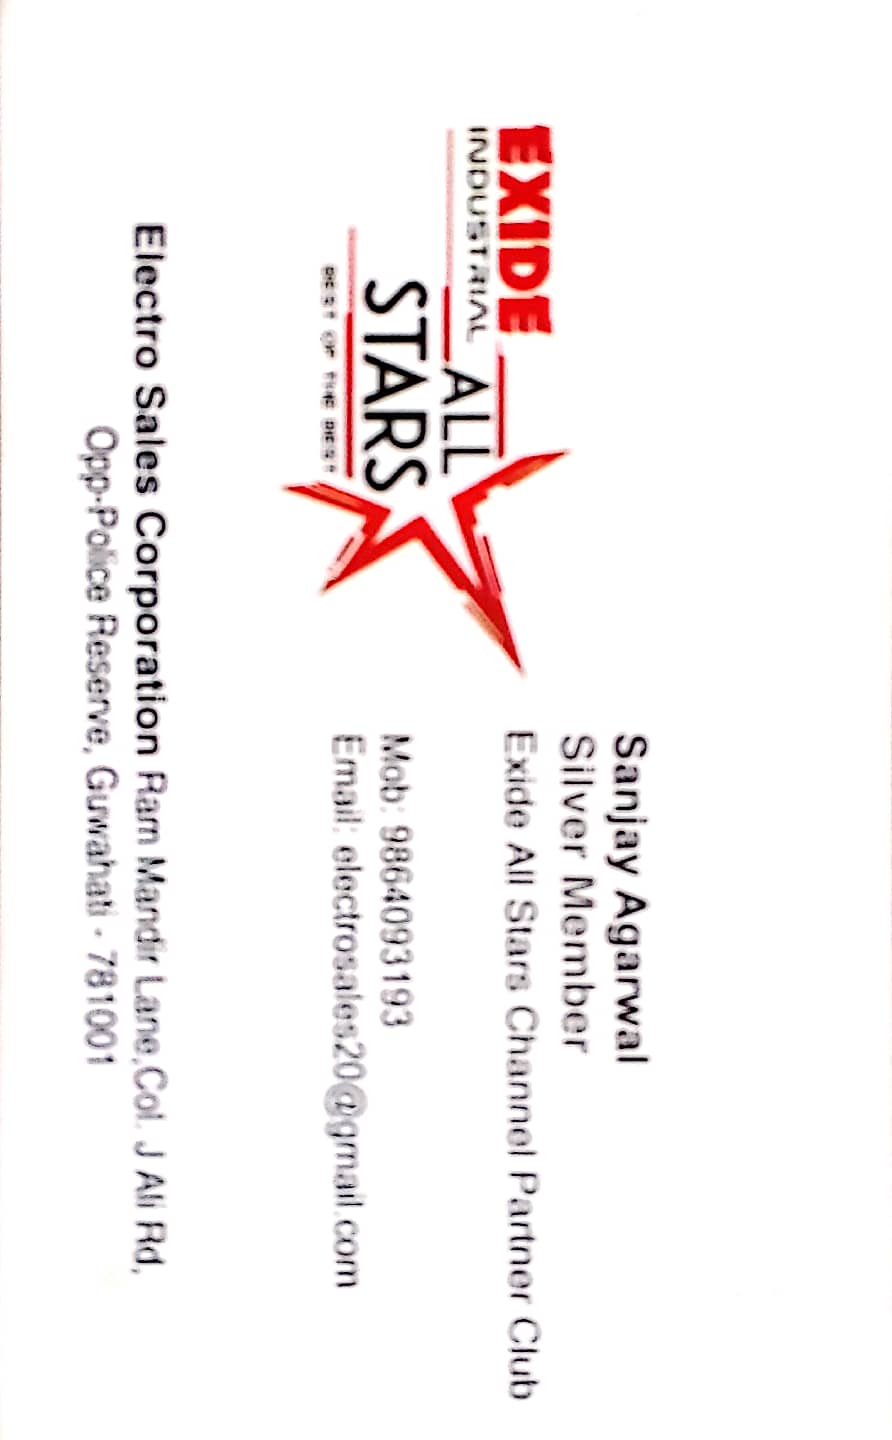 EXIDE
INDUSTRIAL
ALL
STARS
BEST OF THE BEST
Sanjay Agarwal
Silver Member
Exide All Stars Channel Partner Club
Mob: 9864093193
Email: electrosales20@gmail.com
Electro Sales Corporation Ram Mandir Lane,Col. J Ali Rd,
Opp-Police Reserve, Guwahati - 781001